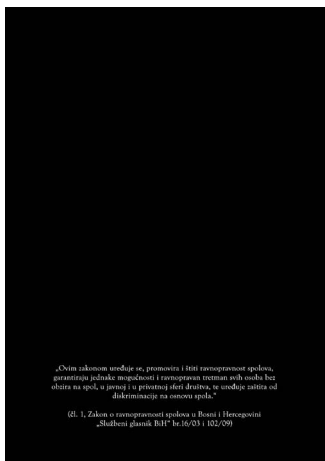 „Ovim zakonom uređuje se, promovira i štiti ravnopravnost spolova,
garantiraju jednake mogućnosti i ravnopravan tretman svih osoba bez
obzira na spol, u javnoj i u privatnoj sferi društva, te uređuje zaštita od
diskriminacije na osnovu spola.“
(čl. 1, Zakon o ravnopravnosti spolova u Bosni i Hercegovini
„Službeni glasnik BiH“ br.16/03 i 102/09)